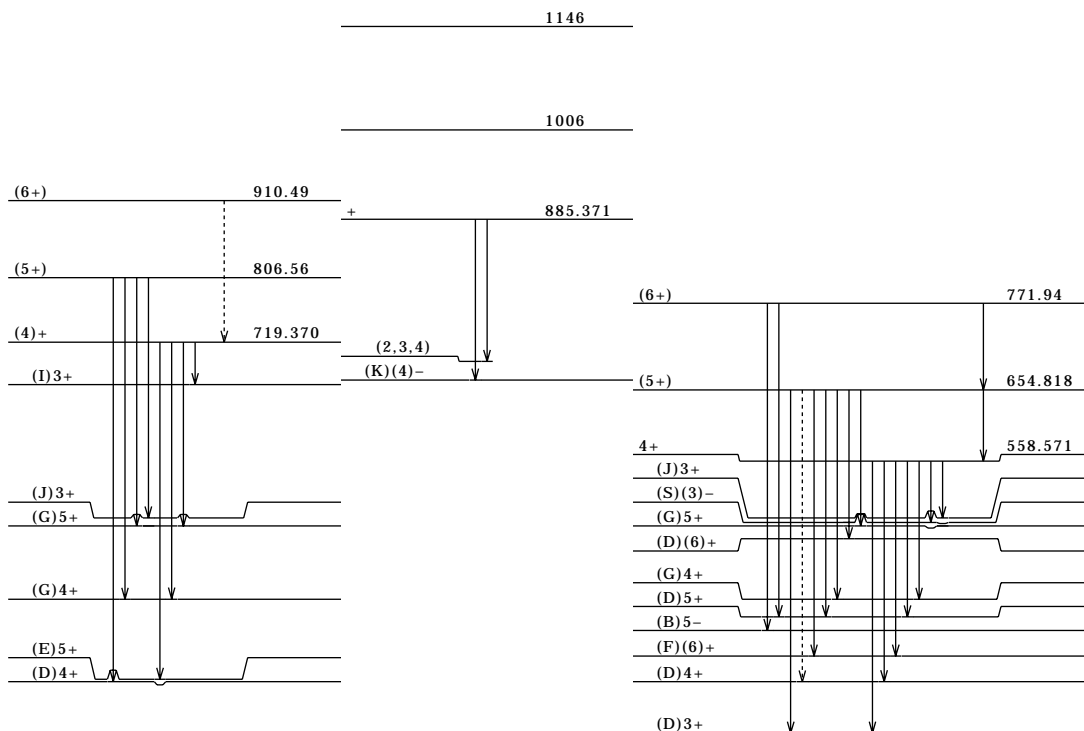 1146
1006
(6+) 910.49
+ 885.371
(5+) 806.56
(6+) 771.94
(4)+ 719.370
(2,3,4)
(K)(4)−
(I)3+
(5+) 654.818
4+ 558.571
(J)3+
(S)(3)−
(J)3+
(G)5+
(G)5+
(D)(6)+
(G)4+
(G)4+
(D)5+
(B)5−
(E)5+
(F)(6)+
(D)4+
(D)4+
(D)3+